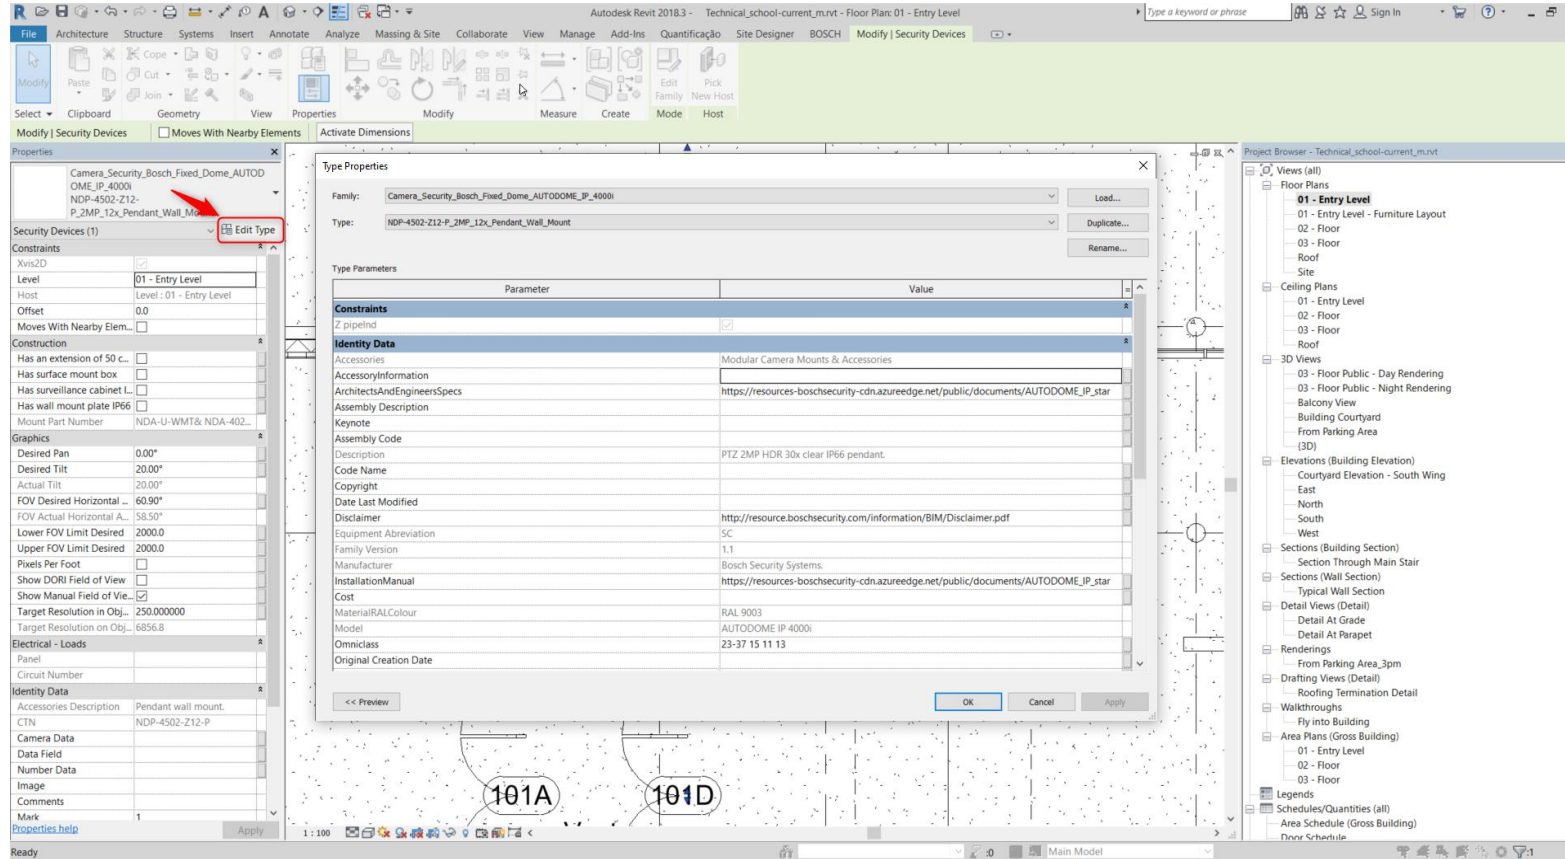 Autodesk Revit 2018.3 - Technical_school-current_m.rvt - Floor Plan: 01 - Entry Level
Type a keyword or phrase
Sign In
File Architecture Structure Systems Insert Annotate Analyze Massing & Site Collaborate View Manage Add-Ins Quantificação Site Designer BOSCH Modify | Security Devices
Modify
Paste
Cope
Cut
Join
Edit Family
Pick New Host
Select Clipboard Geometry View Properties Modify Measure Create Mode Host
Modify | Security Devices Moves With Nearby Elements Activate Dimensions
Properties
Camera_Security_Bosch_Fixed_Dome_AUTOD
OME_IP_4000i
NDP-4502-Z12-
P_2MP_12x_Pendant_Wall_Mo
Security Devices (1) Edit Type
Constraints
Xvis2D
Level 01 - Entry Level
Host Level : 01 - Entry Level
Offset 0.0
Moves With Nearby Elem...
Construction
Has an extension of 50 c...
Has surface mount box
Has surveillance cabinet I...
Has wall mount plate IP66
Mount Part Number NDA-U-WMT& NDA-402...
Graphics
Desired Pan 0.00°
Desired Tilt 20.00°
Actual Tilt 20.00°
FOV Desired Horizontal ... 60.90°
FOV Actual Horizontal A... 58.50°
Lower FOV Limit Desired 2000.0
Upper FOV Limit Desired 2000.0
Pixels Per Foot
Show DORI Field of View
Show Manual Field of Vie...
Target Resolution in Obj... 250.000000
Target Resolution on Obj... 6856.8
Electrical - Loads
Panel
Circuit Number
Identity Data
Accessories Description Pendant wall mount.
CTN NDP-4502-Z12-P
Camera Data
Data Field
Number Data
Image
Comments
Mark 1
Properties help Apply
Type Properties
Family: Camera_Security_Bosch_Fixed_Dome_AUTODOME_IP_4000i Load...
Type: NDP-4502-Z12-P_2MP_12x_Pendant_Wall_Mount Duplicate...
Rename...
Type Parameters
Parameter Value =
Constraints
Z pipeInd
Identity Data
Accessories Modular Camera Mounts & Accessories
AccessoryInformation
ArchitectsAndEngineersSpecs https://resources-boschsecurity-cdn.azureedge.net/public/documents/AUTODOME_IP_star
Assembly Description
Keynote
Assembly Code
Description PTZ 2MP HDR 30x clear IP66 pendant.
Code Name
Copyright
Date Last Modified
Disclaimer http://resource.boschsecurity.com/information/BIM/Disclaimer.pdf
Equipment Abreviation SC
Family Version 1.1
Manufacturer Bosch Security Systems.
InstallationManual https://resources-boschsecurity-cdn.azureedge.net/public/documents/AUTODOME_IP_star
Cost
MaterialRALColour RAL 9003
Model AUTODOME IP 4000i
Omniclass 23-37 15 11 13
Original Creation Date
<< Preview OK Cancel Apply
101A 101D
1 : 100
Project Browser - Technical_school-current_m.rvt
Views (all)
Floor Plans
01 - Entry Level
01 - Entry Level - Furniture Layout
02 - Floor
03 - Floor
Roof
Site
Ceiling Plans
01 - Entry Level
02 - Floor
03 - Floor
Roof
3D Views
03 - Floor Public - Day Rendering
03 - Floor Public - Night Rendering
Balcony View
Building Courtyard
From Parking Area
{3D}
Elevations (Building Elevation)
Courtyard Elevation - South Wing
East
North
South
West
Sections (Building Section)
Section Through Main Stair
Sections (Wall Section)
Typical Wall Section
Detail Views (Detail)
Detail At Grade
Detail At Parapet
Renderings
From Parking Area_3pm
Drafting Views (Detail)
Roofing Termination Detail
Walkthroughs
Fly into Building
Area Plans (Gross Building)
01 - Entry Level
02 - Floor
03 - Floor
Legends
Schedules/Quantities (all)
Area Schedule (Gross Building)
Door Schedule
Ready :0 Main Model :1